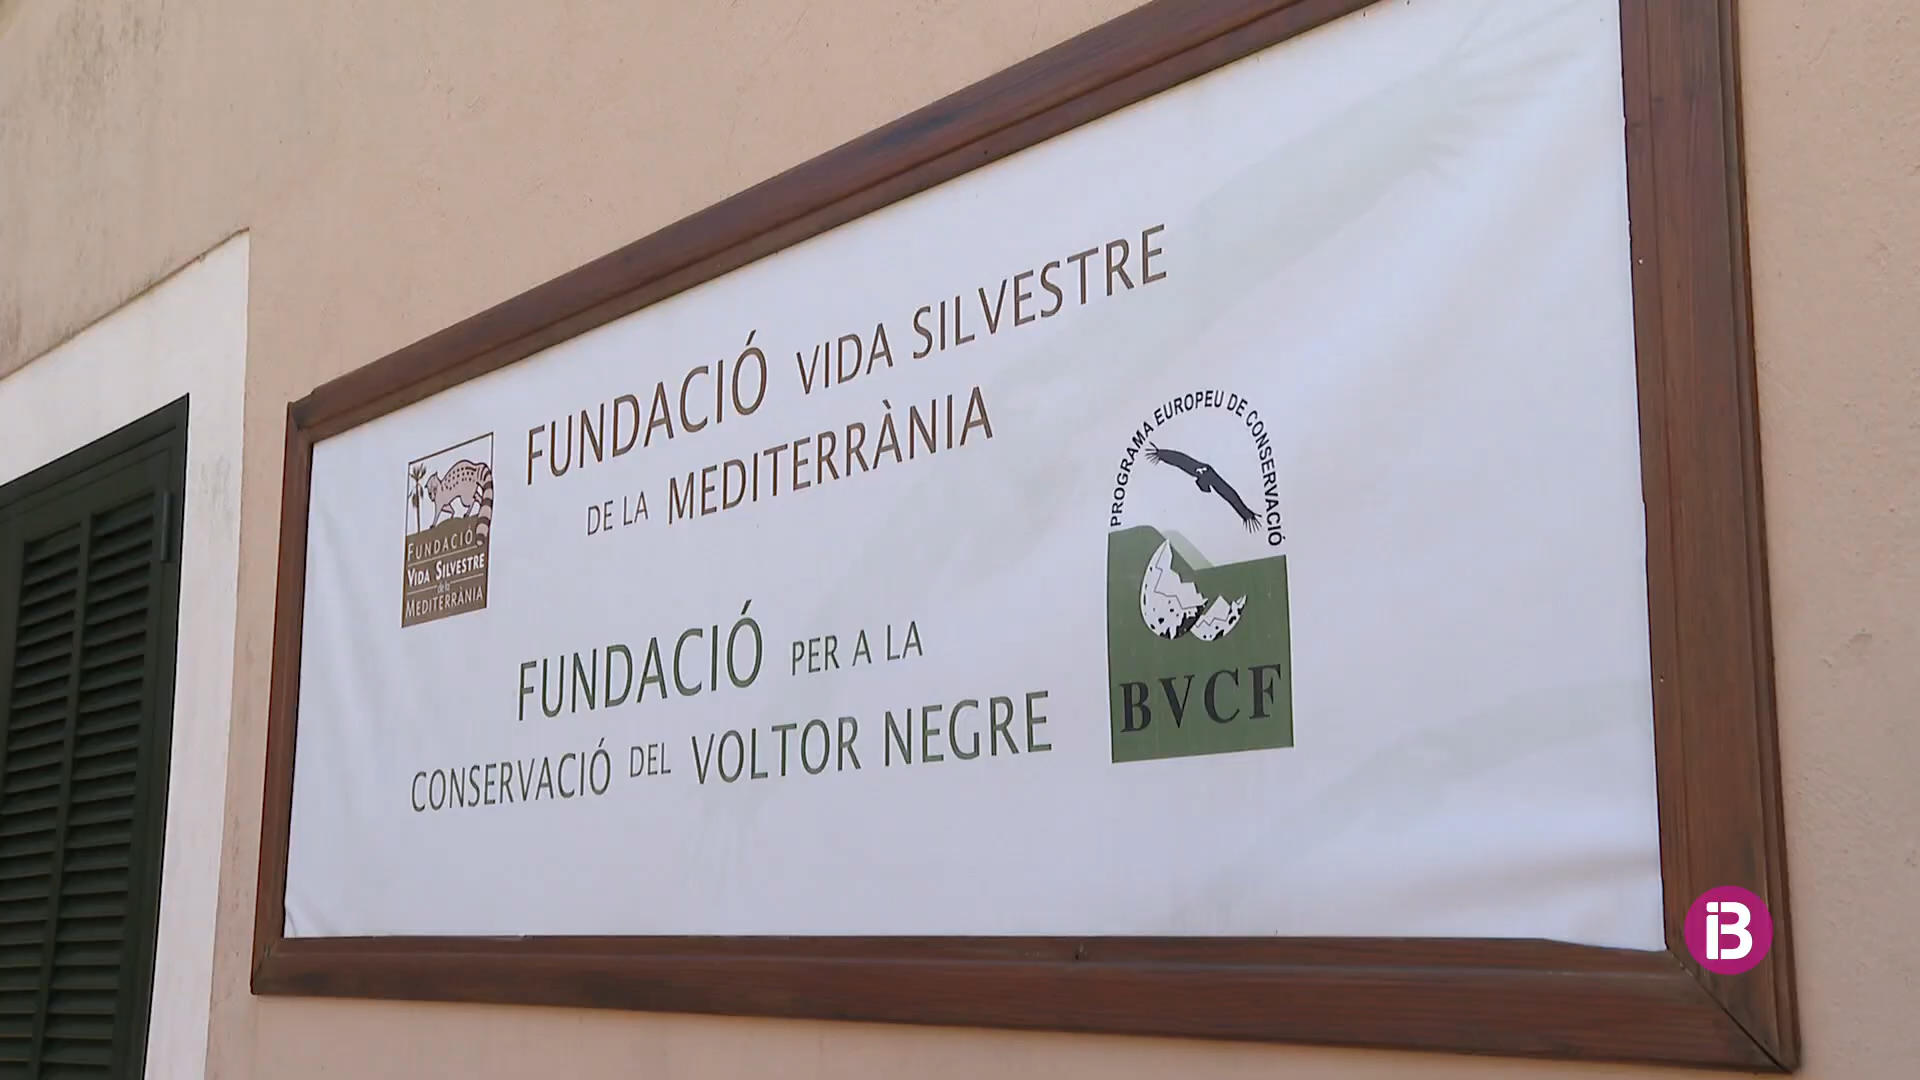 FUNDACIÓ VIDA SILVESTRE
DE LA MEDITERRÀNIA
FUNDACIÓ
VIDA SILVESTRE
de la
MEDITERRÀNIA
FUNDACIÓ PER A LA
CONSERVACIÓ DEL VOLTOR NEGRE
PROGRAMA EUROPEU DE CONSERVACIÓ
BVCF
iB